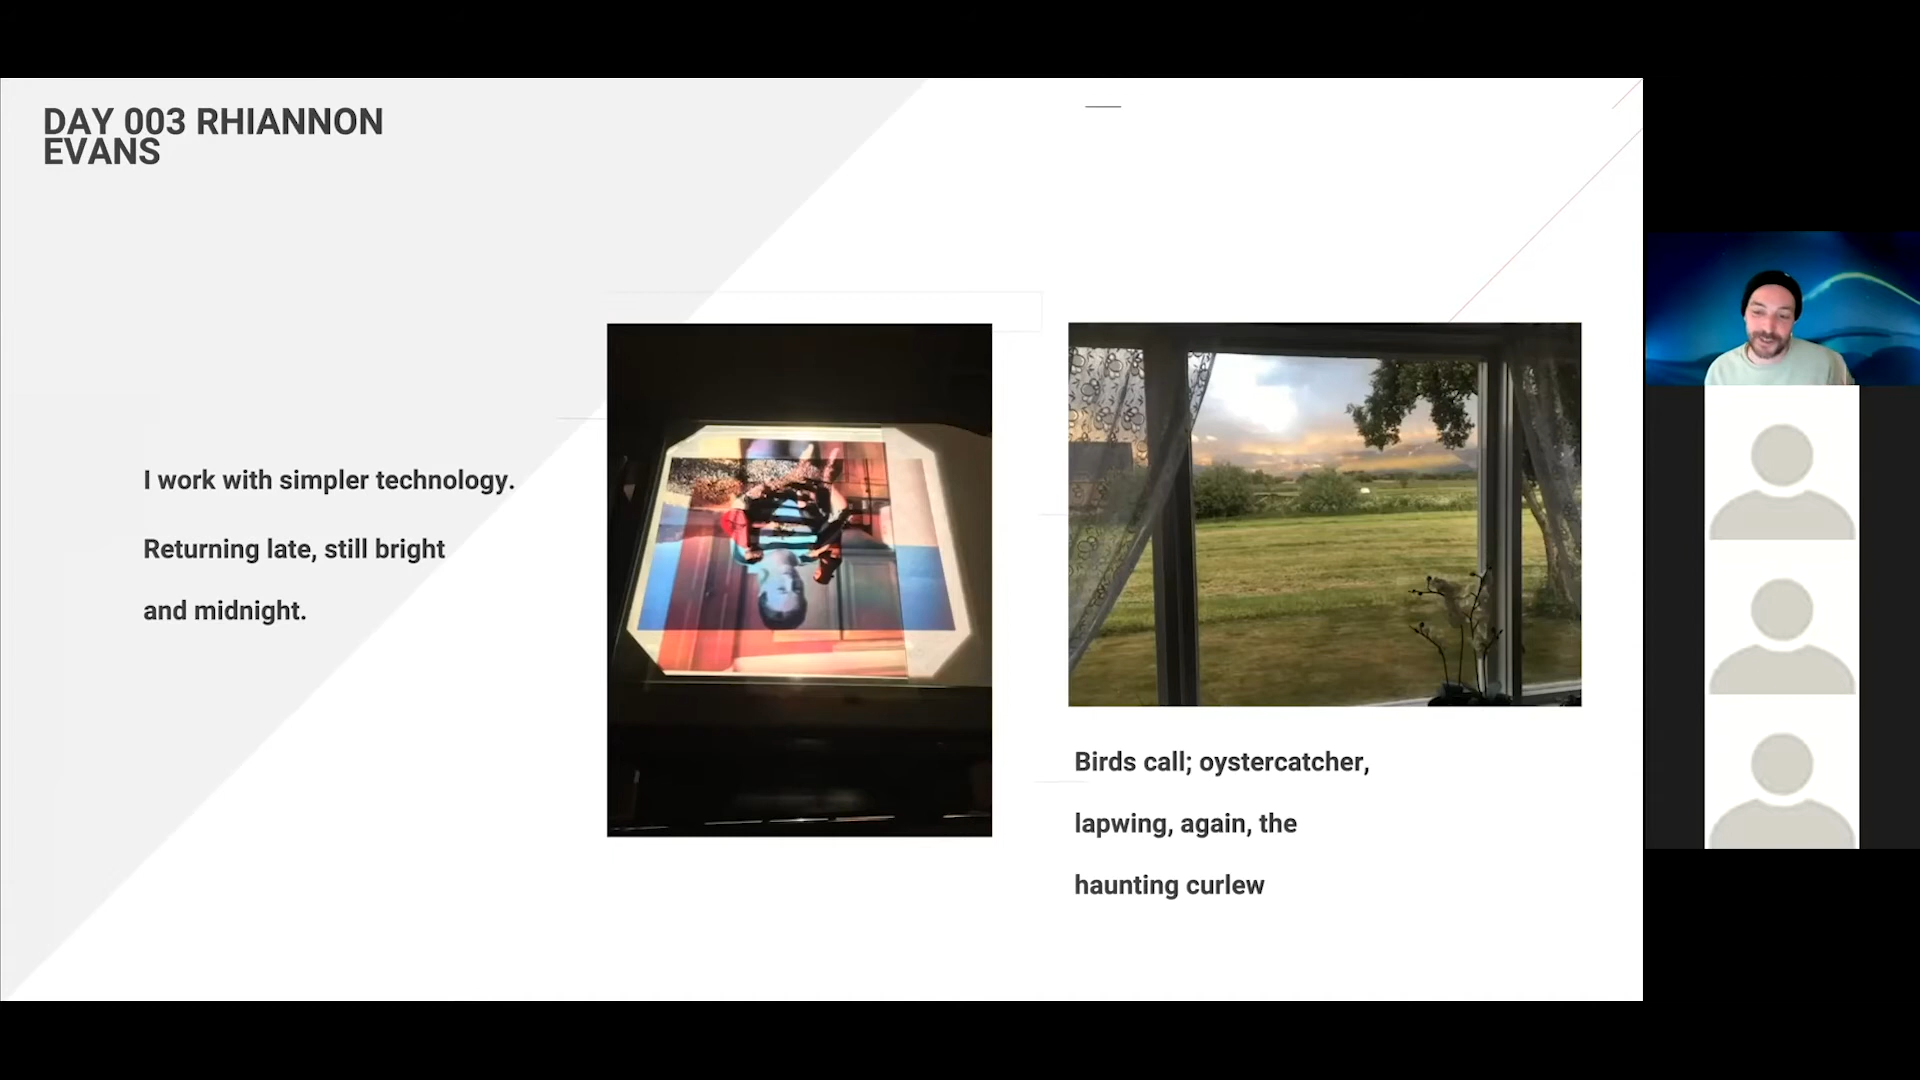 DAY 003 RHIANNON
EVANS
I work with simpler technology.
Returning late, still bright
and midnight.
Birds call; oystercatcher,
lapwing, again, the
haunting curlew